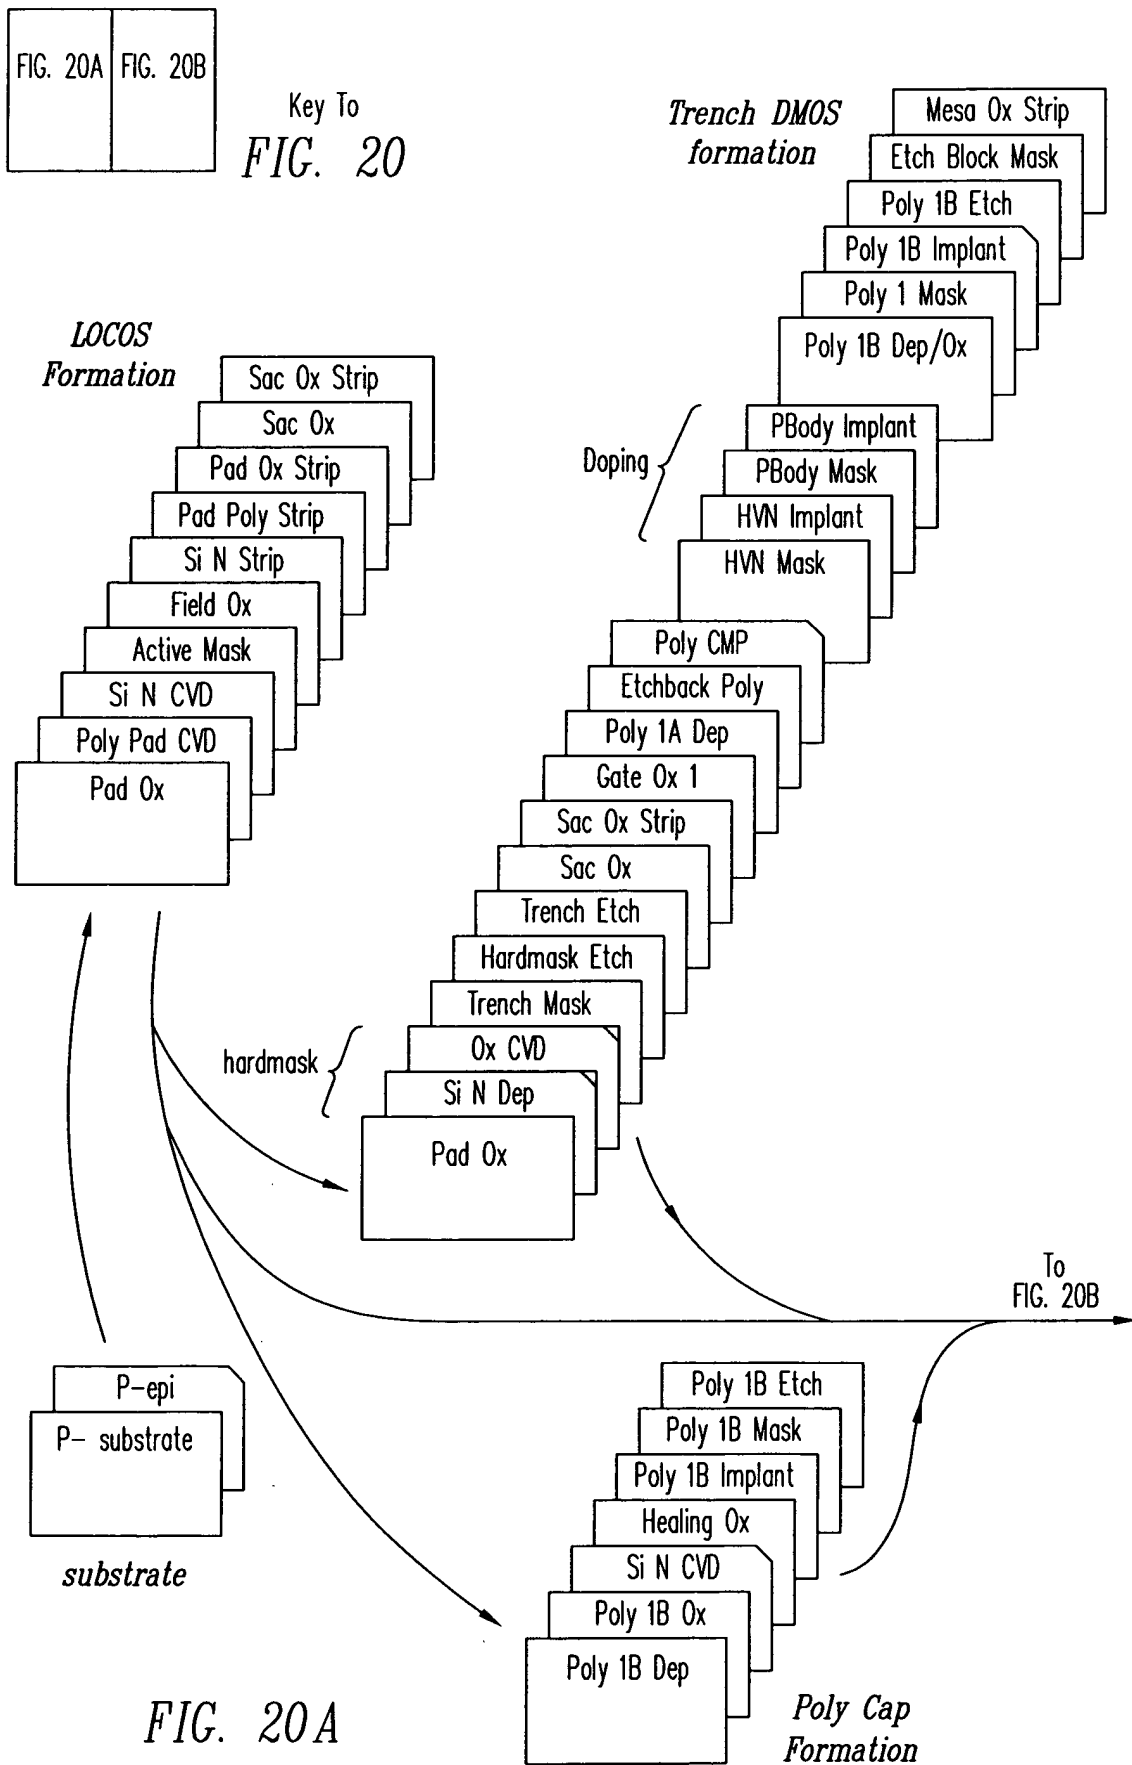 FIG. 20A
FIG. 20B
Key To
FIG. 20
LOCOS
Formation
Sac Ox Strip
Sac Ox
Pad Ox Strip
Pad Poly Strip
Si N Strip
Field Ox
Active Mask
Si N CVD
Poly Pad CVD
Pad Ox
Trench DMOS
formation
Mesa Ox Strip
Etch Block Mask
Poly 1B Etch
Poly 1B Implant
Poly 1 Mask
Poly 1B Dep/Ox
Doping
PBody Implant
PBody Mask
HVN Implant
HVN Mask
Poly CMP
Etchback Poly
Poly 1A Dep
Gate Ox 1
Sac Ox Strip
Sac Ox
Trench Etch
Hardmask Etch
Trench Mask
hardmask
Ox CVD
Si N Dep
Pad Ox
To
FIG. 20B
P-epi
P- substrate
substrate
Poly 1B Etch
Poly 1B Mask
Poly 1B Implant
Healing Ox
Si N CVD
Poly 1B Ox
Poly 1B Dep
Poly Cap
Formation
FIG. 20A